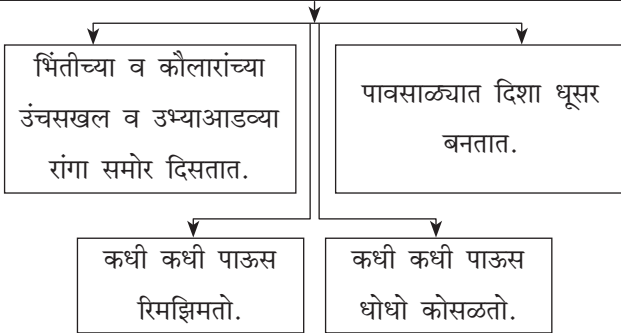 भिंतीच्या व कौलारांच्या
उंचसखल व उभ्याआडव्या
रांगा समोर दिसतात.
पावसाळ्यात दिशा धूसर
बनतात.
कधी कधी पाऊस
रिमझिमतो.
कधी कधी पाऊस
धोधो कोसळतो.